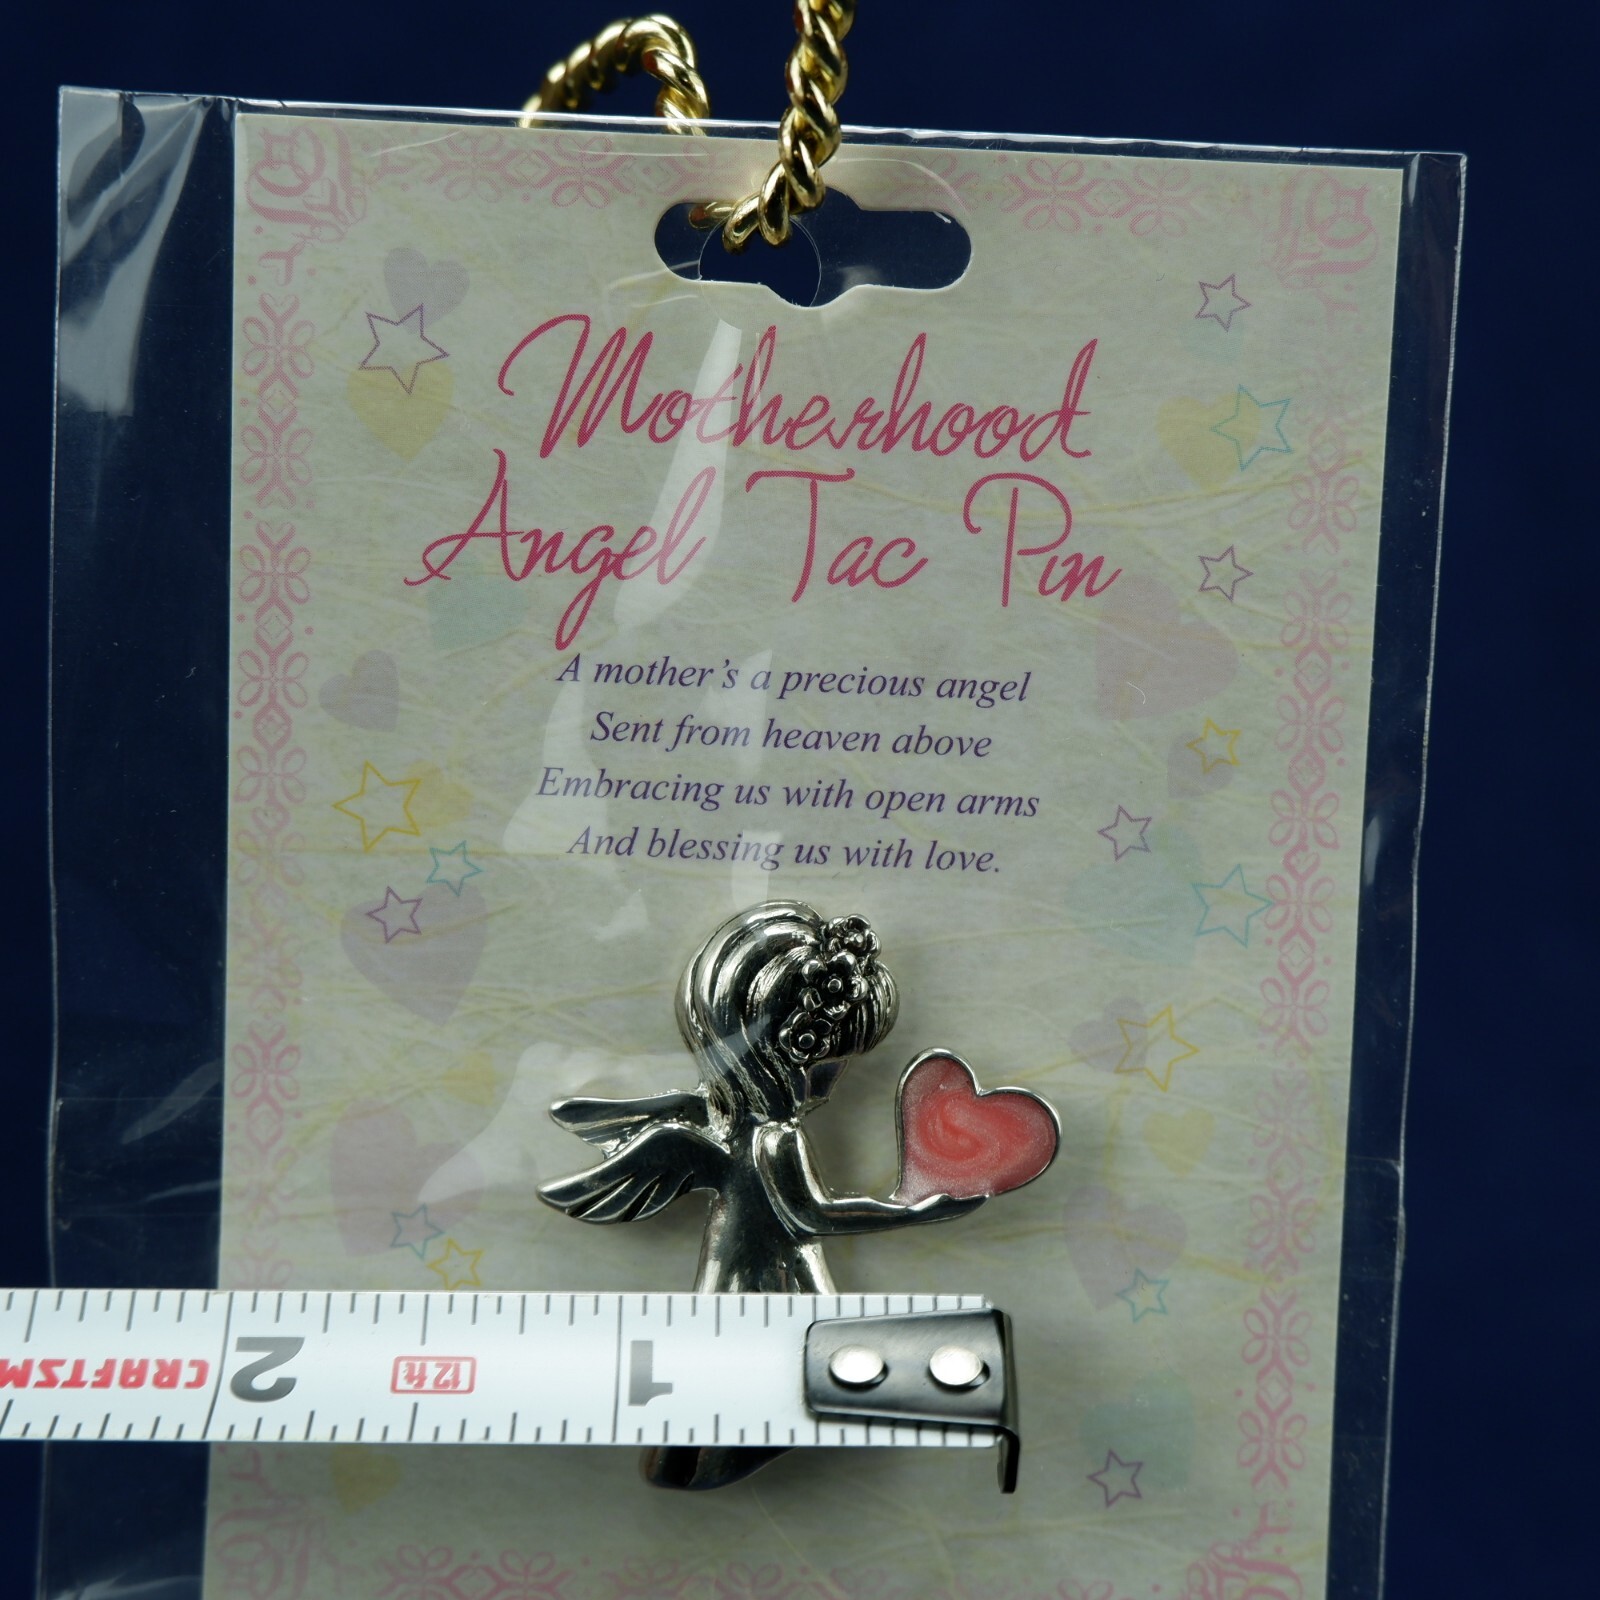 Motherhood
Angel Tac Pin
A mother's a precious angel
Sent from heaven above
Embracing us with open arms
And blessing us with love.
1
12ft
2
CRAFTSM